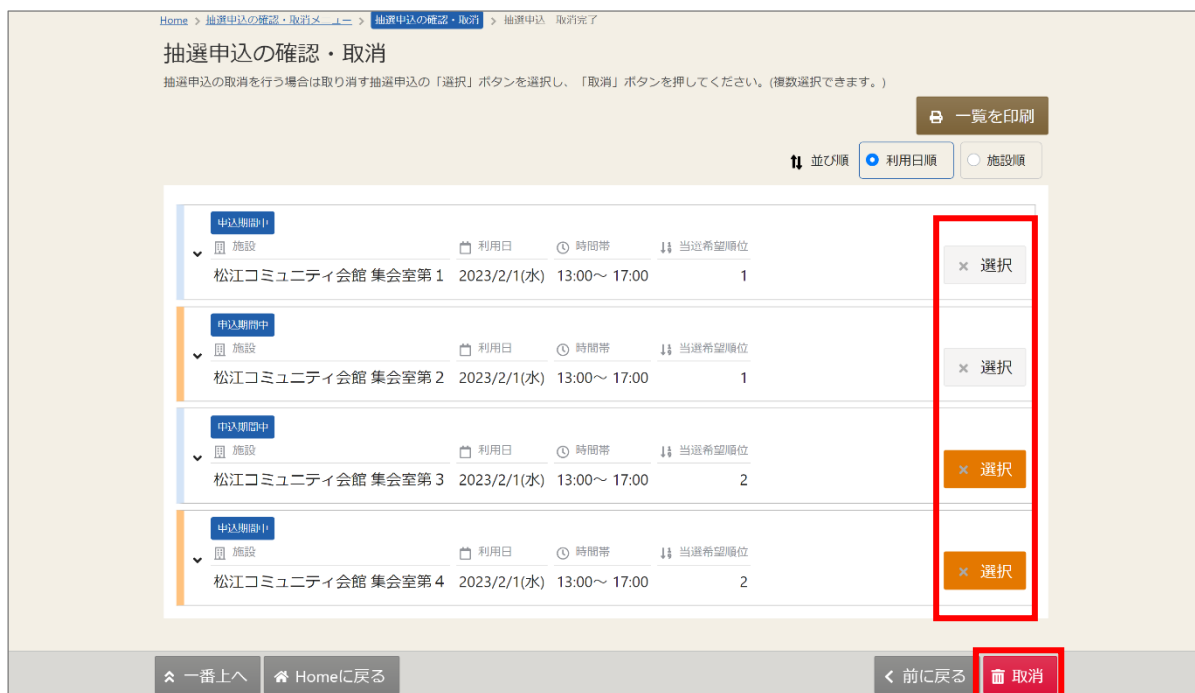 Home > 抽選申込の確認・取消メニュー > 抽選申込の確認・取消 > 抽選申込 取消完了
抽選申込の確認・取消
抽選申込の取消を行う場合は取り消す抽選申込の「選択」ボタンを選択し、「取消」ボタンを押してください。(複数選択できます。)
一覧を印刷
並び順 利用日順 施設順
申込期間中
施設 利用日 時間帯 当選希望順位
松江コミュニティ会館 集会室第1 2023/2/1(水) 13:00～ 17:00 1
× 選択
申込期間中
施設 利用日 時間帯 当選希望順位
松江コミュニティ会館 集会室第2 2023/2/1(水) 13:00～ 17:00 1
× 選択
申込期間中
施設 利用日 時間帯 当選希望順位
松江コミュニティ会館 集会室第3 2023/2/1(水) 13:00～ 17:00 2
× 選択
申込期間中
施設 利用日 時間帯 当選希望順位
松江コミュニティ会館 集会室第4 2023/2/1(水) 13:00～ 17:00 2
× 選択
一番上へ Homeに戻る 前に戻る 取消